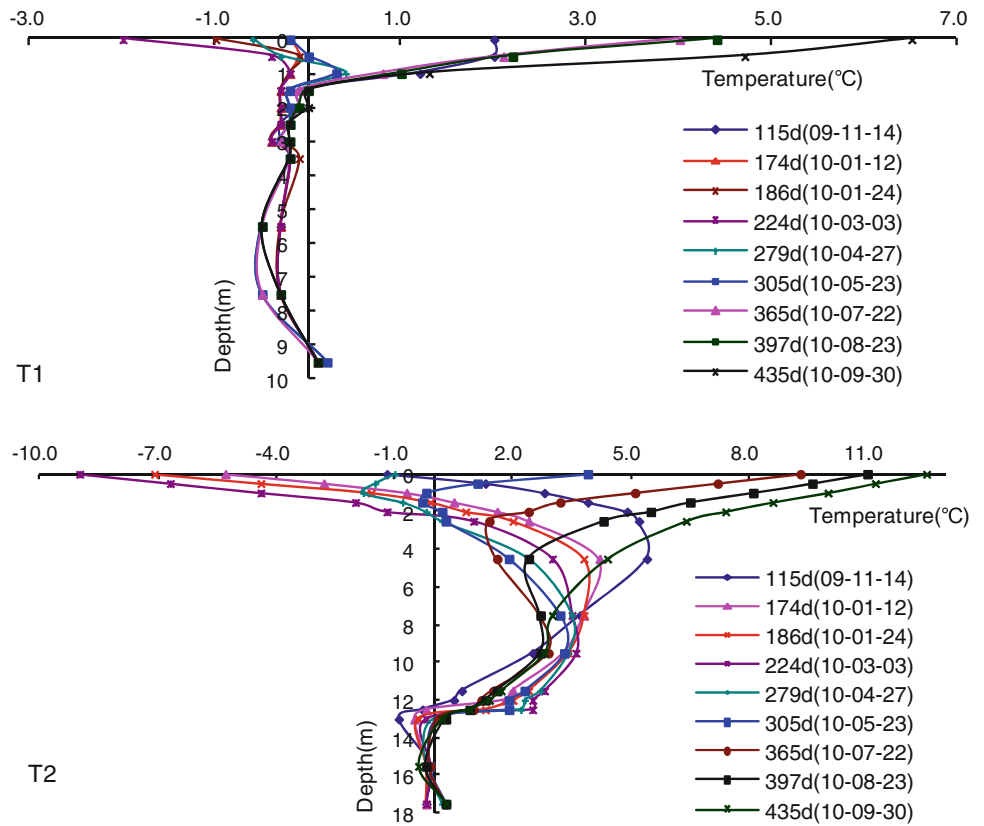 -3.0 -1.0 1.0 3.0 5.0 7.0
0
1
2
3
4
5
6
7
8
9
10
Depth(m)
T1
Temperature(°C)
115d(09-11-14)
174d(10-01-12)
186d(10-01-24)
224d(10-03-03)
279d(10-04-27)
305d(10-05-23)
365d(10-07-22)
397d(10-08-23)
435d(10-09-30)
-10.0 -7.0 -4.0 -1.0 2.0 5.0 8.0 11.0
0
2
4
6
8
10
12
14
16
18
Depth(m)
T2
Temperature(°C)
115d(09-11-14)
174d(10-01-12)
186d(10-01-24)
224d(10-03-03)
279d(10-04-27)
305d(10-05-23)
365d(10-07-22)
397d(10-08-23)
435d(10-09-30)